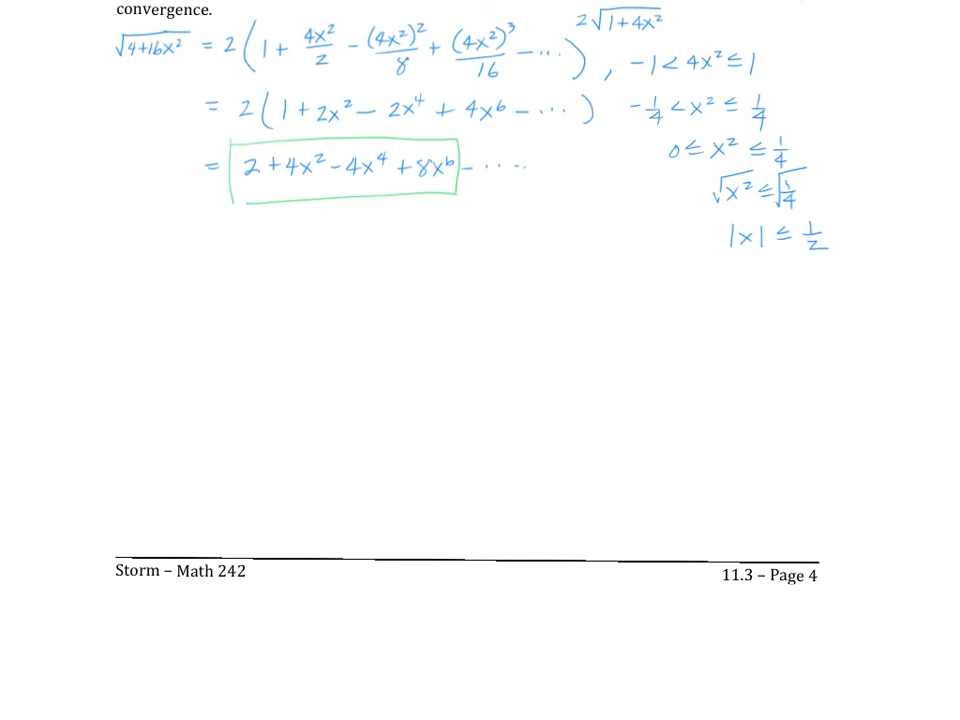 convergence.
2√(1+4x²)
√(4+16x²) = 2(1 + 4x²/2 − (4x²)²/8 + (4x²)³/16 − ...), −1 < 4x² ≤ 1
= 2(1 + 2x² − 2x⁴ + 4x⁶ − ...) −1/4 < x² ≤ 1/4
0 ≤ x² ≤ 1/4
= 2 + 4x² − 4x⁴ + 8x⁶ − .....
√x² ≤ √1/4
|x| ≤ 1/2
Storm – Math 242 11.3 – Page 4